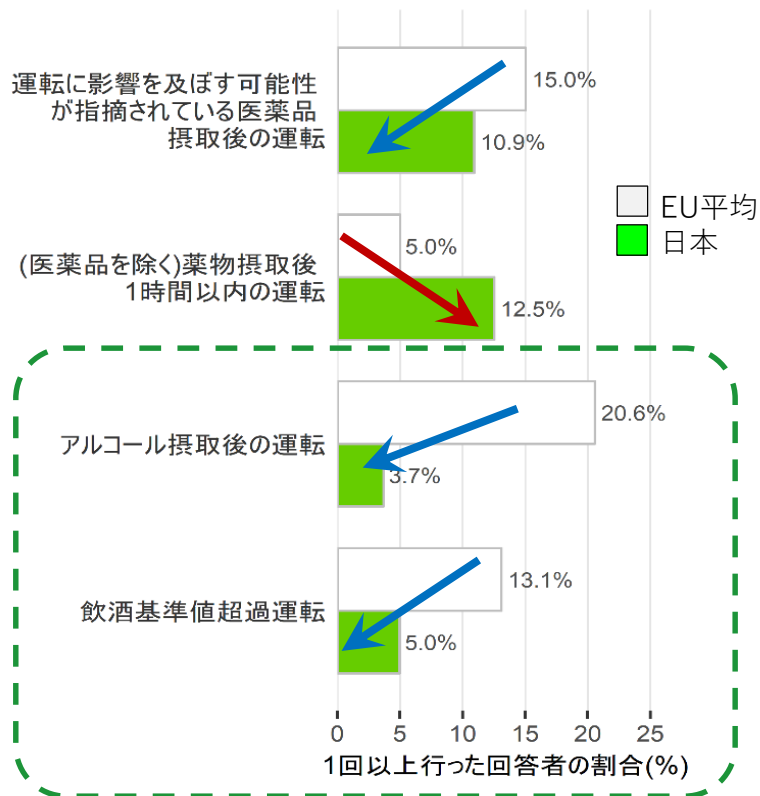 運転に影響を及ぼす可能性
が指摘されている医薬品
摂取後の運転
15.0%
10.9%
EU平均
日本
(医薬品を除く)薬物摂取後
1時間以内の運転
5.0%
12.5%
アルコール摂取後の運転
20.6%
3.7%
飲酒基準値超過運転
13.1%
5.0%
0 5 10 15 20 25
1回以上行った回答者の割合(%)